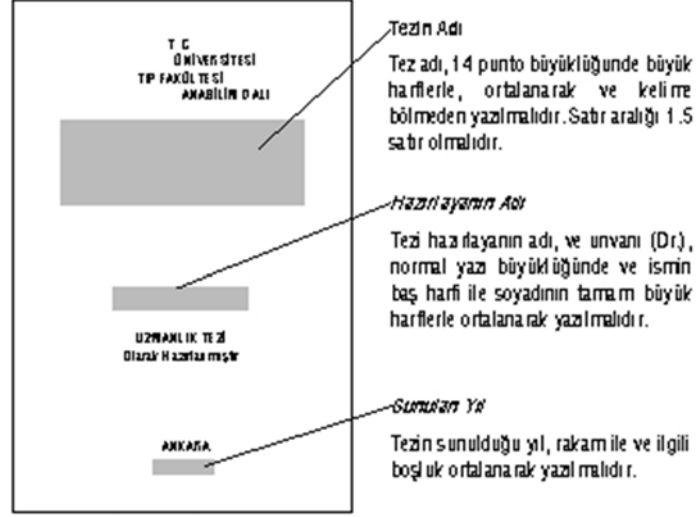 T C
ÜNİVERSİTESİ
TIP FAKÜLTESİ
ANABİLİM DALI
UZMANLIK TEZİ
Olarak Hazırlanmıştır
ANKARA
Tezin Adı
Tez adı, 14 punto büyüklüğünde büyük
harflerle, ortalanarak ve kelime
bölmeden yazılmalıdır. Satır aralığı 1.5
satır olmalıdır.
Hazırlayanın Adı
Tezi hazırlayanın adı, ve unvanı (Dr.),
normal yazı büyüklüğünde ve ismin
baş harfi ile soyadının tamamı büyük
harflerle ortalanarak yazılmalıdır.
Sunulan Yıl
Tezin sunulduğu yıl, rakam ile ve ilgili
boşluk ortalanarak yazılmalıdır.